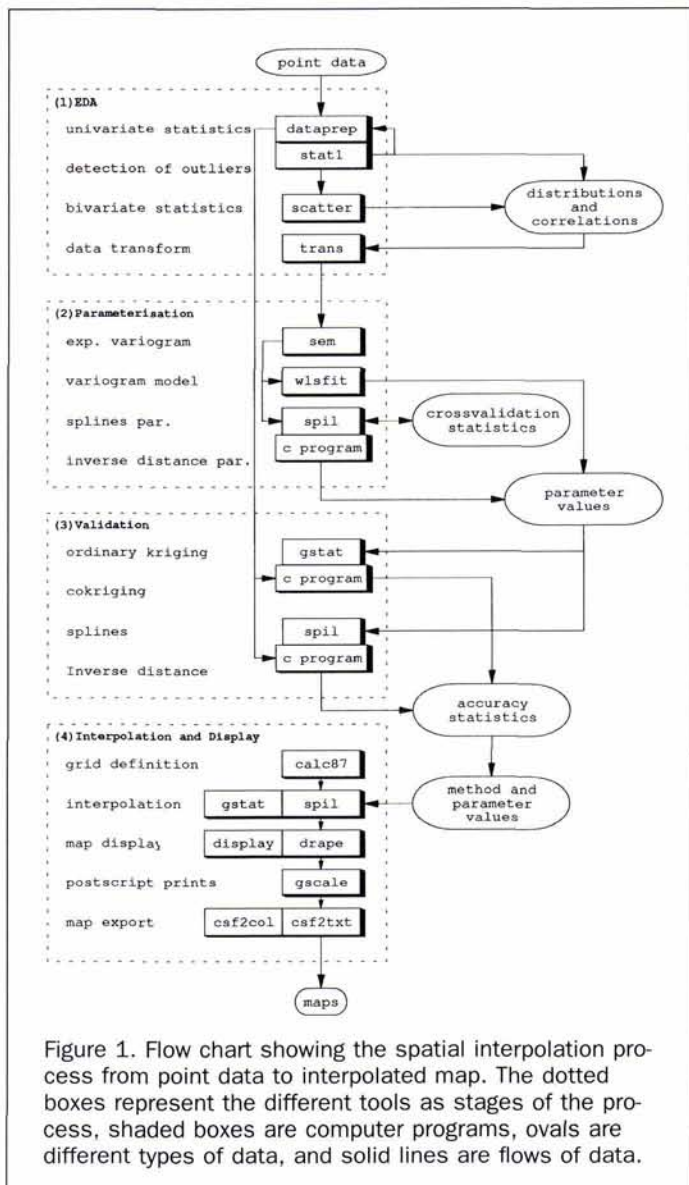 point data
(1)EDA
univariate statistics
dataprep
stat1
detection of outliers
bivariate statistics
scatter
distributions
and
correlations
data transform
trans
(2)Parameterisation
exp. variogram
sem
variogram model
wlsfit
splines par.
spil
crossvalidation
statistics
c program
inverse distance par.
parameter
values
(3)Validation
ordinary kriging
gstat
c program
cokriging
splines
spil
Inverse distance
c program
accuracy
statistics
(4)Interpolation and Display
grid definition
calc87
interpolation
gstat
spil
method and
parameter
values
map display
display
drape
postscript prints
gscale
map export
csf2col
csf2txt
maps
Figure 1. Flow chart showing the spatial interpolation pro-
cess from point data to interpolated map. The dotted
boxes represent the different tools as stages of the pro-
cess, shaded boxes are computer programs, ovals are
different types of data, and solid lines are flows of data.